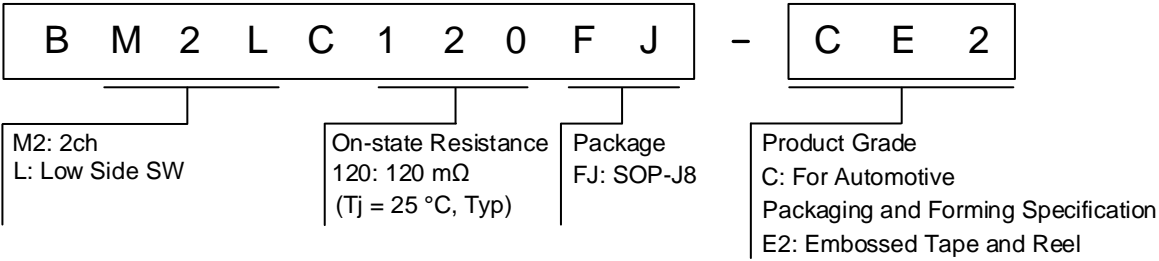 B M 2 L C 1 2 0 F J - C E 2
M2: 2ch
L: Low Side SW
On-state Resistance
120: 120 mΩ
(Tj = 25 °C, Typ)
Package
FJ: SOP-J8
Product Grade
C: For Automotive
Packaging and Forming Specification
E2: Embossed Tape and Reel